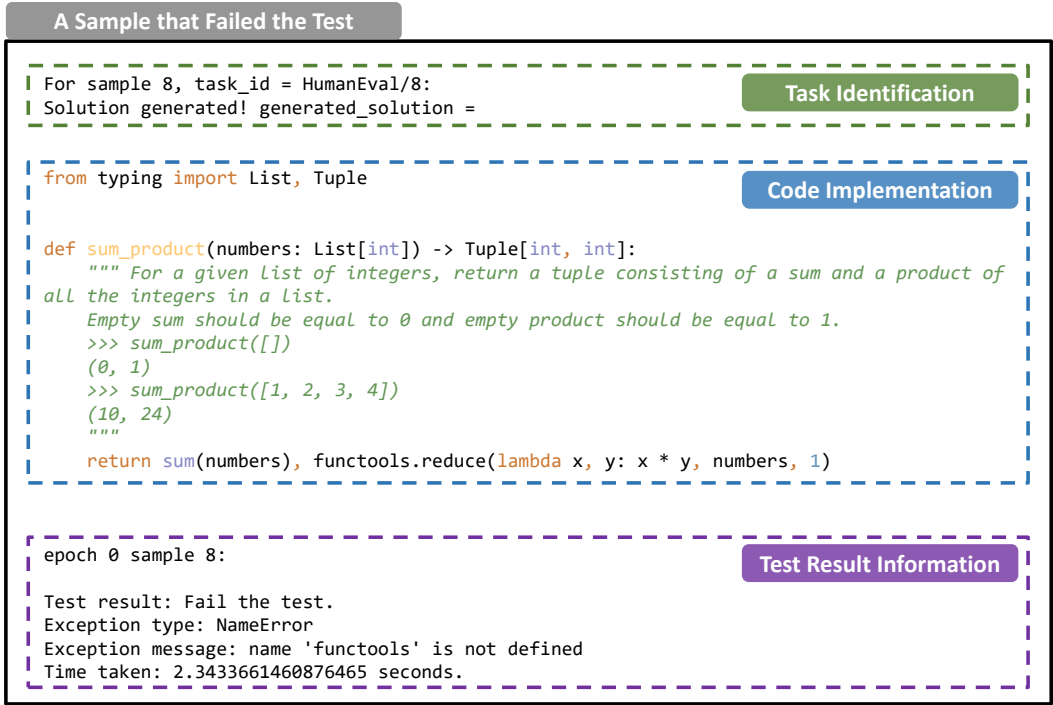 A Sample that Failed the Test
For sample 8, task_id = HumanEval/8:
Solution generated! generated_solution =
Task Identification
from typing import List, Tuple
Code Implementation
def sum_product(numbers: List[int]) -> Tuple[int, int]:
    """ For a given list of integers, return a tuple consisting of a sum and a product of
all the integers in a list.
    Empty sum should be equal to 0 and empty product should be equal to 1.
    >>> sum_product([])
    (0, 1)
    >>> sum_product([1, 2, 3, 4])
    (10, 24)
    """
    return sum(numbers), functools.reduce(lambda x, y: x * y, numbers, 1)
epoch 0 sample 8:
Test Result Information
Test result: Fail the test.
Exception type: NameError
Exception message: name 'functools' is not defined
Time taken: 2.3433661460876465 seconds.